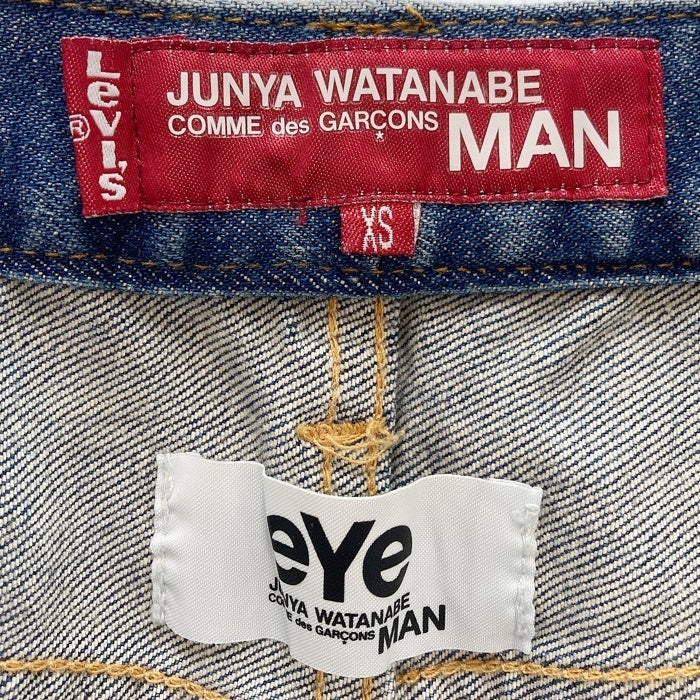 Levi's ®
JUNYA WATANABE
COMME des GARÇONS MAN
XS
eYe
JUNYA WATANABE
COMME des GARÇONS MAN